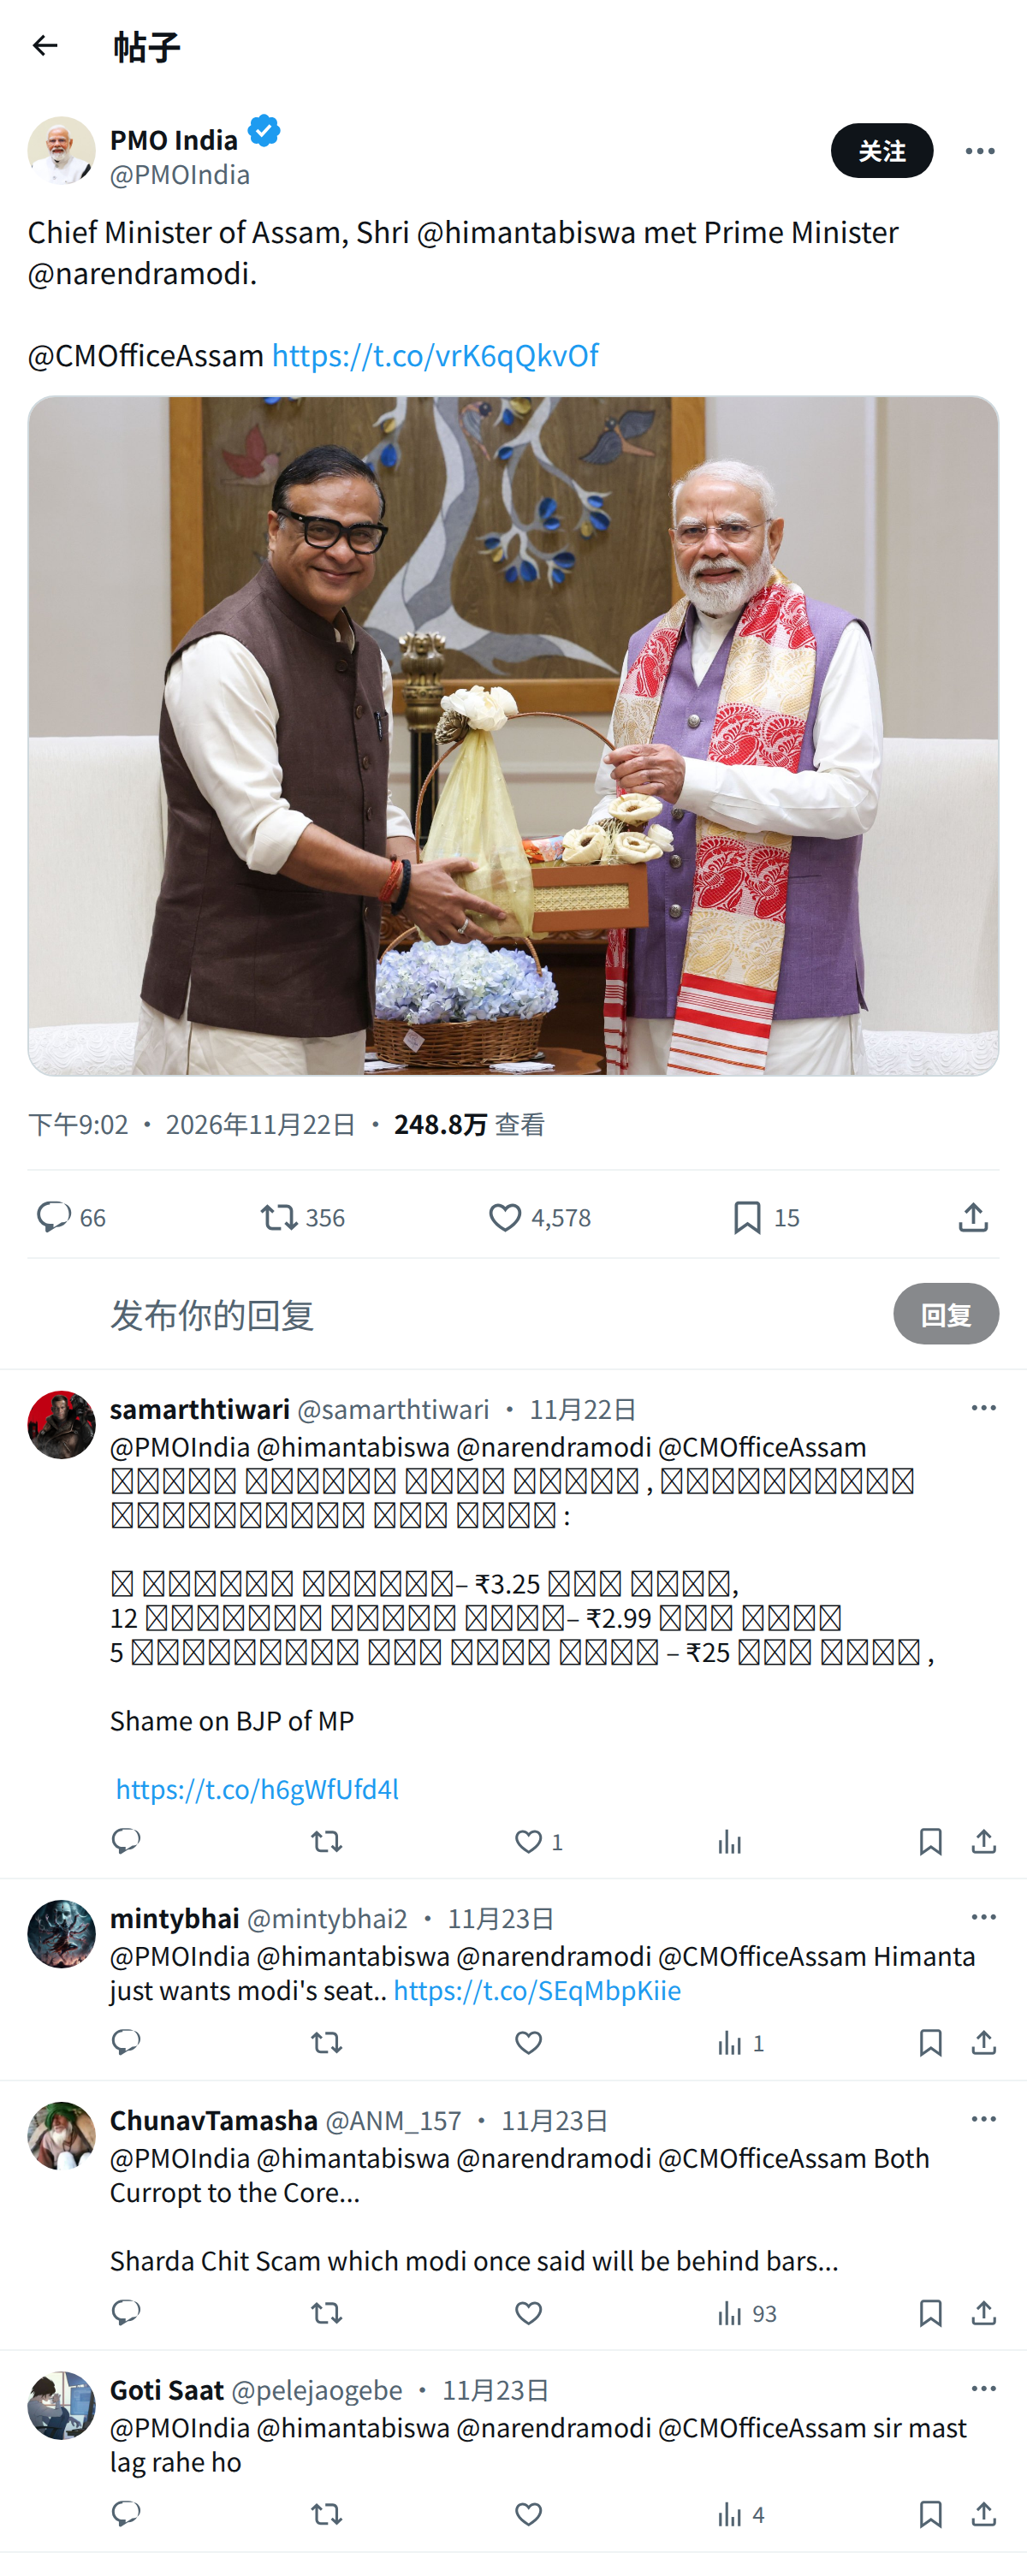 帖子
PMO India
@PMOIndia
关注
Chief Minister of Assam, Shri @himantabiswa met Prime Minister
@narendramodi.
@CMOfficeAssam https://t.co/vrK6qQkvOf
下午9:02 · 2026年11月22日 · 248.8万 查看
66 356 4,578 15
发布你的回复
回复
samarthtiwari @samarthtiwari · 11月22日
@PMOIndia @himantabiswa @narendramodi @CMOfficeAssam
,
:
– ₹3.25 ,
12 – ₹2.99
5 – ₹25 ,
Shame on BJP of MP
https://t.co/h6gWfUfd4l
1
mintybhai @mintybhai2 · 11月23日
@PMOIndia @himantabiswa @narendramodi @CMOfficeAssam Himanta
just wants modi's seat.. https://t.co/SEqMbpKiie
1
ChunavTamasha @ANM_157 · 11月23日
@PMOIndia @himantabiswa @narendramodi @CMOfficeAssam Both
Curropt to the Core...
Sharda Chit Scam which modi once said will be behind bars...
93
Goti Saat @pelejaogebe · 11月23日
@PMOIndia @himantabiswa @narendramodi @CMOfficeAssam sir mast
lag rahe ho
4